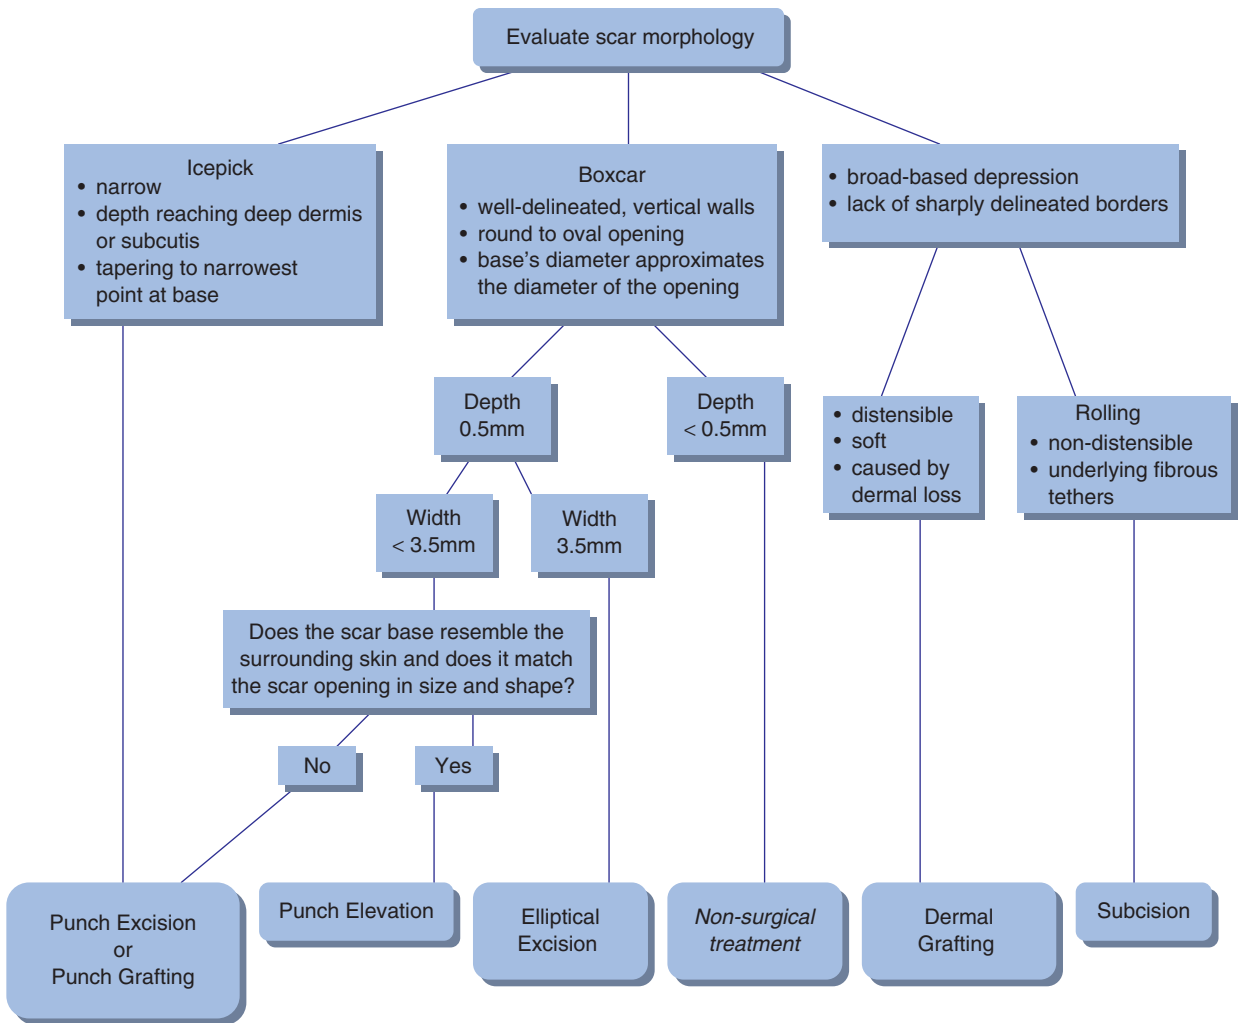 Evaluate scar morphology
Icepick
• narrow
• depth reaching deep dermis
or subcutis
• tapering to narrowest
point at base
Boxcar
• well-delineated, vertical walls
• round to oval opening
• base's diameter approximates
the diameter of the opening
• broad-based depression
• lack of sharply delineated borders
Depth
0.5mm
Depth
< 0.5mm
• distensible
• soft
• caused by
dermal loss
Rolling
• non-distensible
• underlying fibrous
tethers
Width
< 3.5mm
Width
3.5mm
Does the scar base resemble the
surrounding skin and does it match
the scar opening in size and shape?
No
Yes
Punch Excision
or
Punch Grafting
Punch Elevation
Elliptical
Excision
Non-surgical
treatment
Dermal
Grafting
Subcision